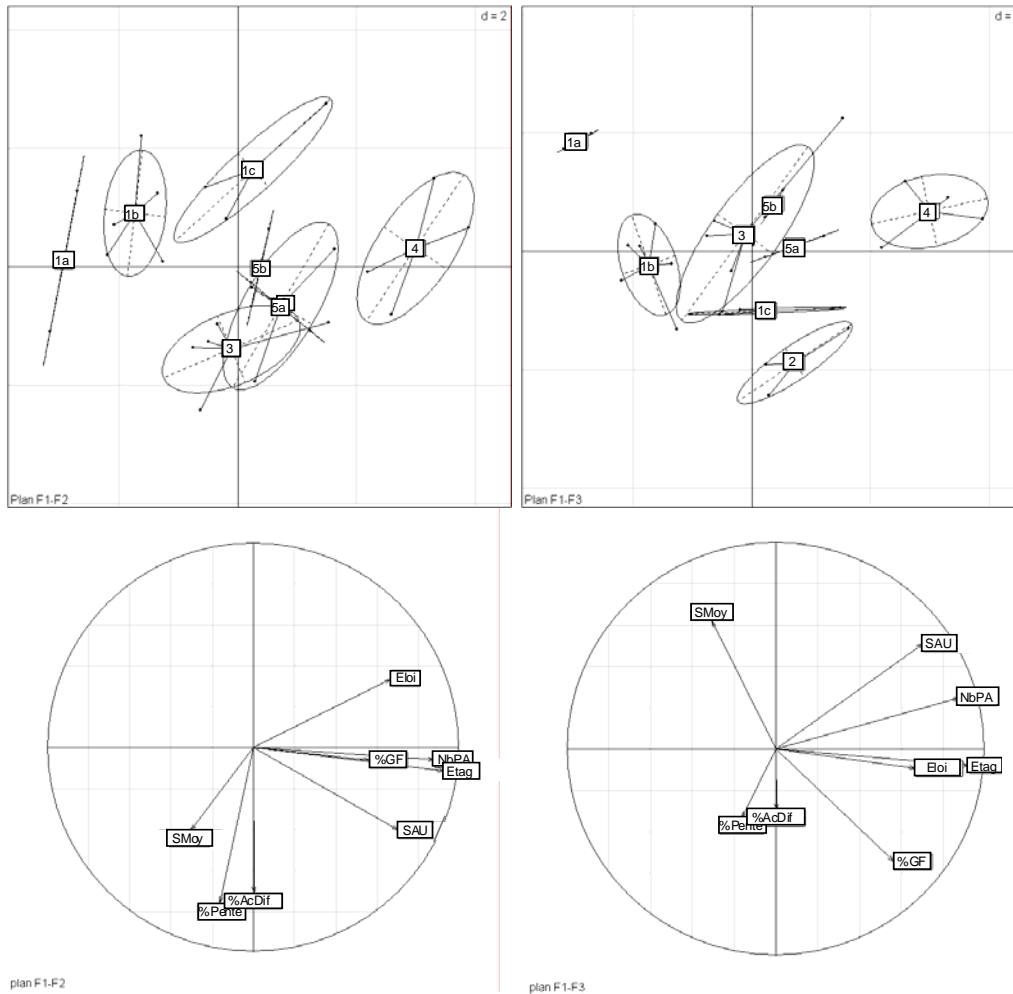 d = 2
1c
1b
4
1a
5b
5a
3
Plan F1-F2
d =
1a
5b
4
3
5a
1b
1c
2
Plan F1-F3
Eloi
%GF
NbPA
Etag
SAU
SMoy
%AcDif
%Pente
plan F1-F2
SMoy
SAU
NbPA
Eloi
Etag
%AcDif
%Pente
%GF
plan F1-F3